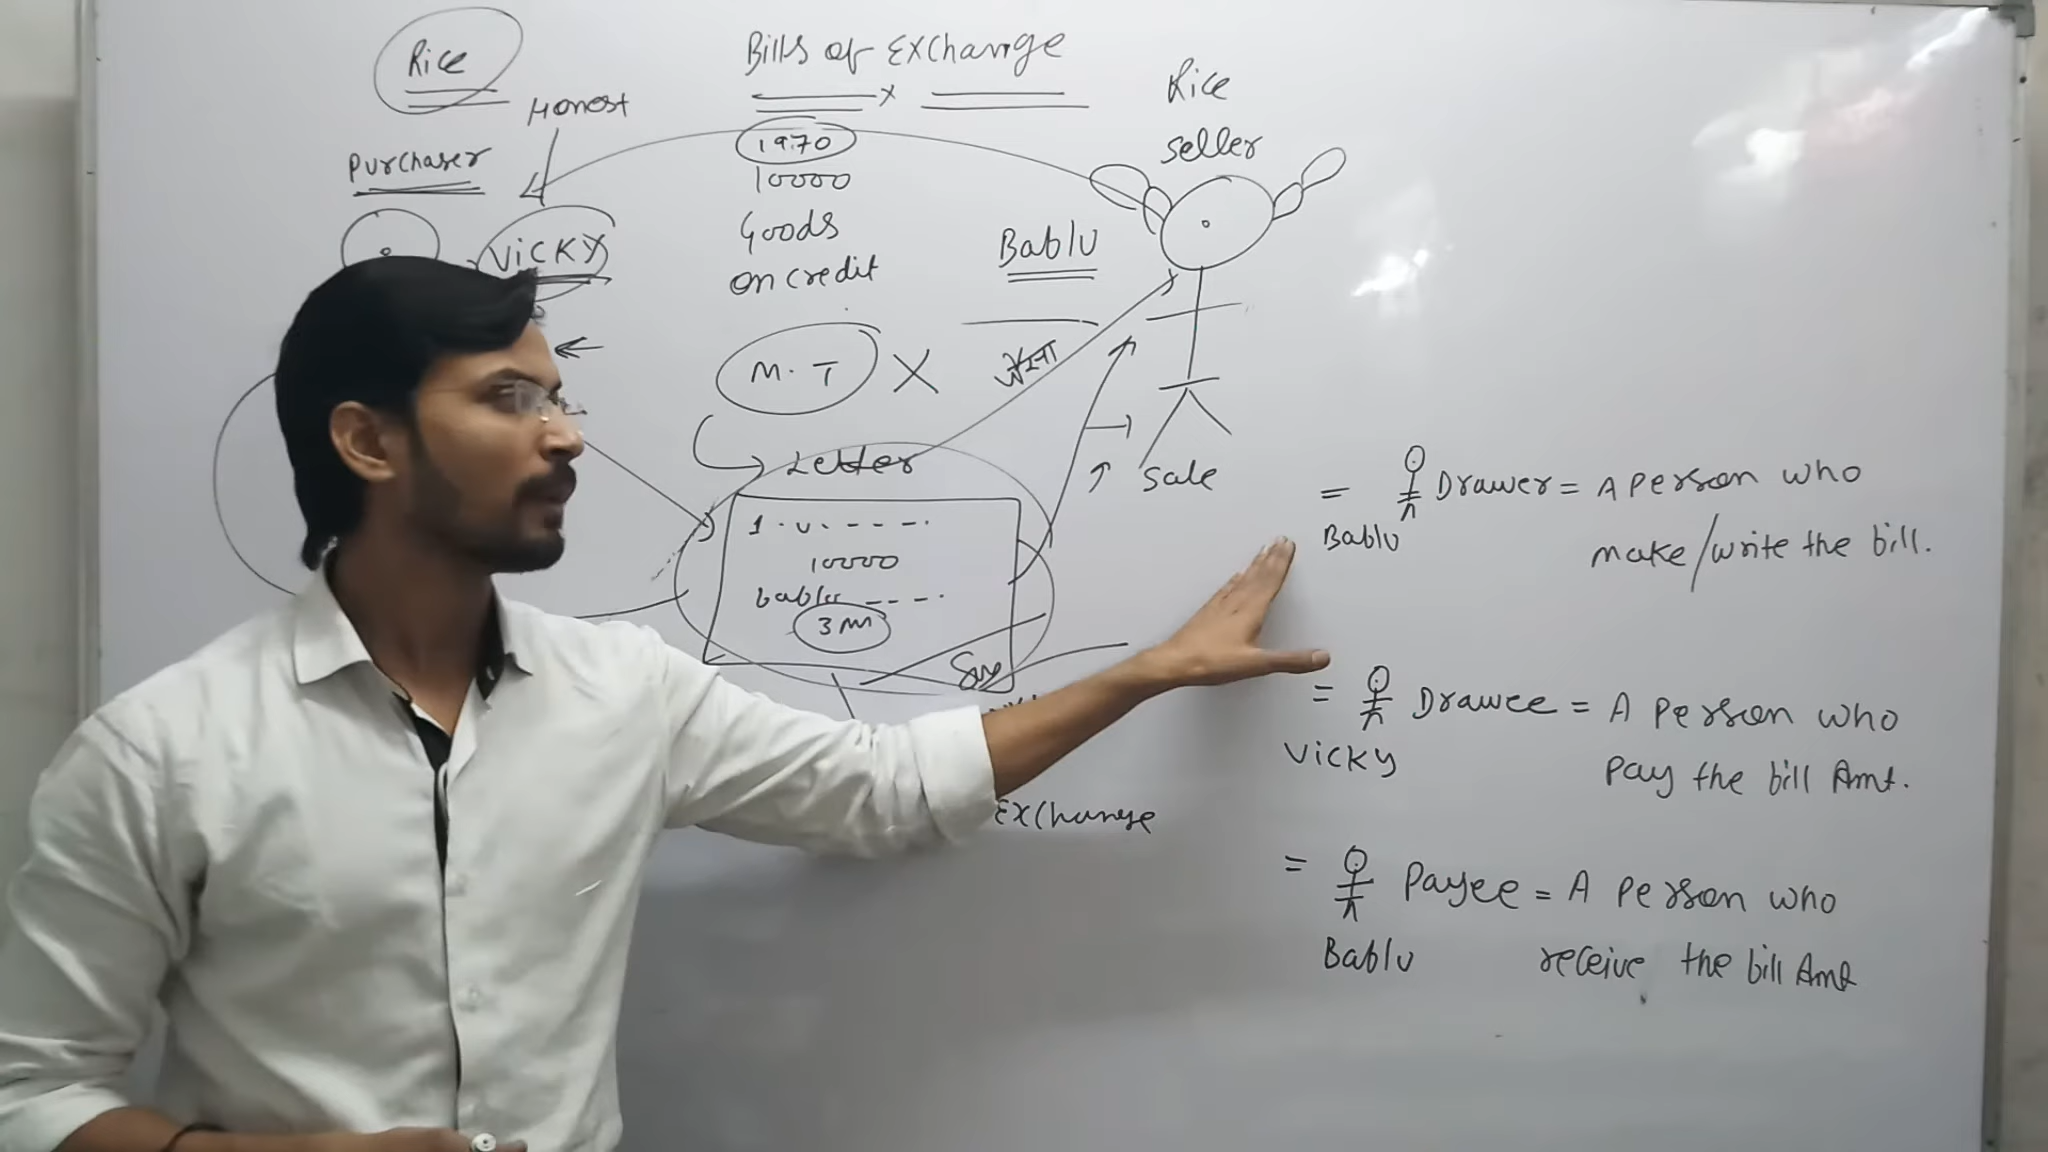 Bills of Exchange
Rice
Honest
Purchaser
VICKY
1970
10000
Goods
on credit
Bablu
Rice
seller
M. T
Letter
10000
bablu
3 m
Sale
Exchange
= Drawer = A person who
Bablu make/write the bill.
= Drawee = A person who
Vicky pay the bill Amt.
= Payee = A person who
Bablu receive the bill Amt